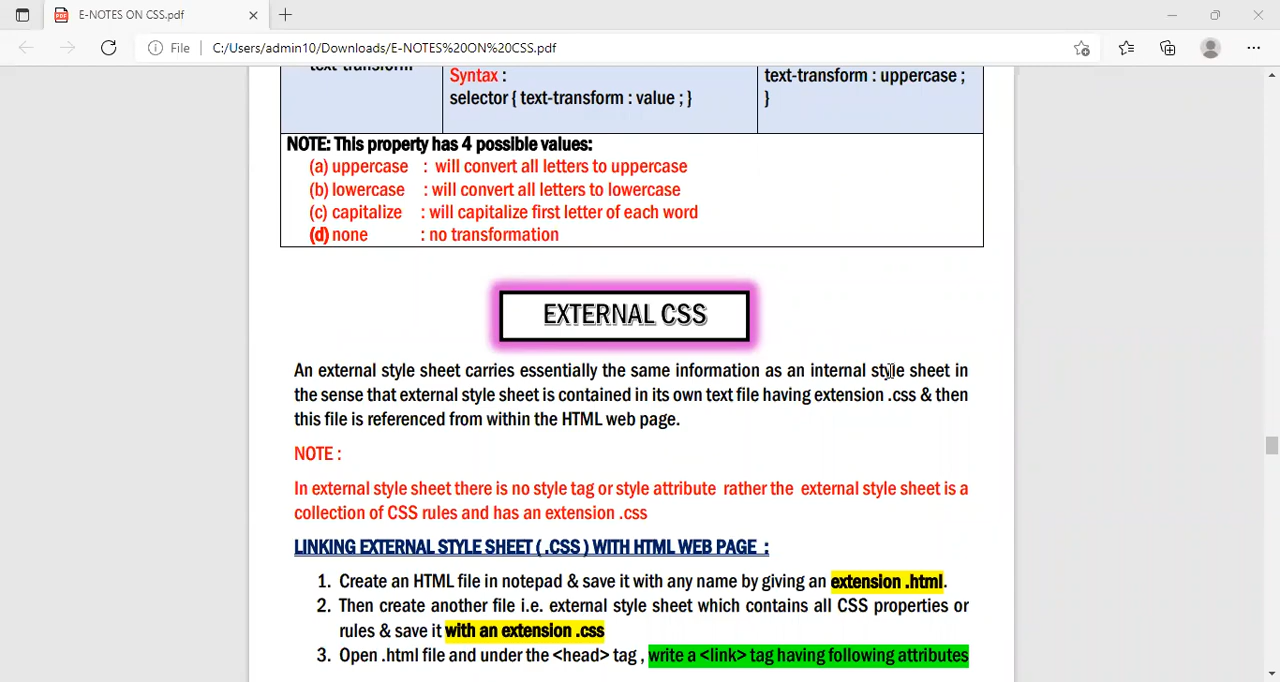 E-NOTES ON CSS.pdf
File C:/Users/admin10/Downloads/E-NOTES%20ON%20CSS.pdf
text-transform
Syntax :
selector { text-transform : value ; }
text-transform : uppercase ;
}
NOTE: This property has 4 possible values:
(a) uppercase : will convert all letters to uppercase
(b) lowercase : will convert all letters to lowercase
(c) capitalize : will capitalize first letter of each word
(d) none : no transformation
EXTERNAL CSS
An external style sheet carries essentially the same information as an internal style sheet in
the sense that external style sheet is contained in its own text file having extension .css & then
this file is referenced from within the HTML web page.
NOTE :
In external style sheet there is no style tag or style attribute rather the external style sheet is a
collection of CSS rules and has an extension .css
LINKING EXTERNAL STYLE SHEET ( .CSS ) WITH HTML WEB PAGE :
1. Create an HTML file in notepad & save it with any name by giving an extension .html.
2. Then create another file i.e. external style sheet which contains all CSS properties or
rules & save it with an extension .css
3. Open .html file and under the <head> tag , write a <link> tag having following attributes